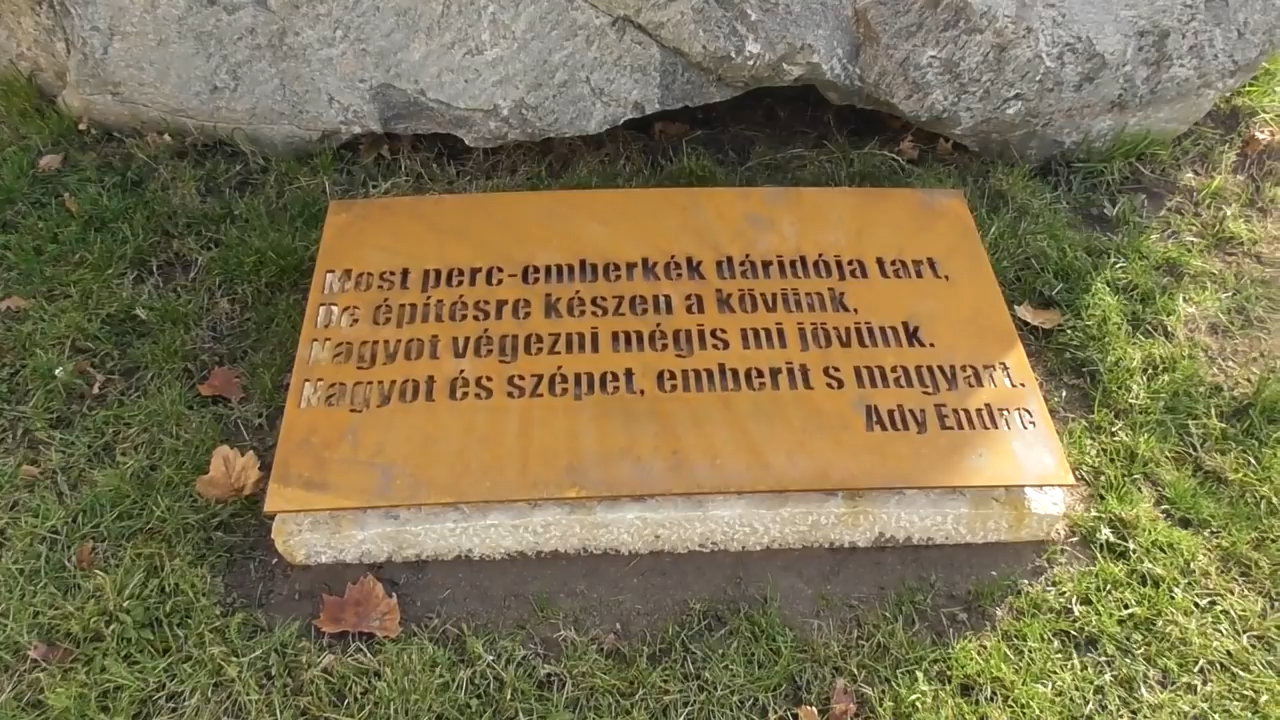 Most perc-emberkék dáridója tart,
De építésre készen a kövünk,
Nagyot végezni mégis mi jövünk.
Nagyot és szépet, emberit s magyart.
Ady Endre